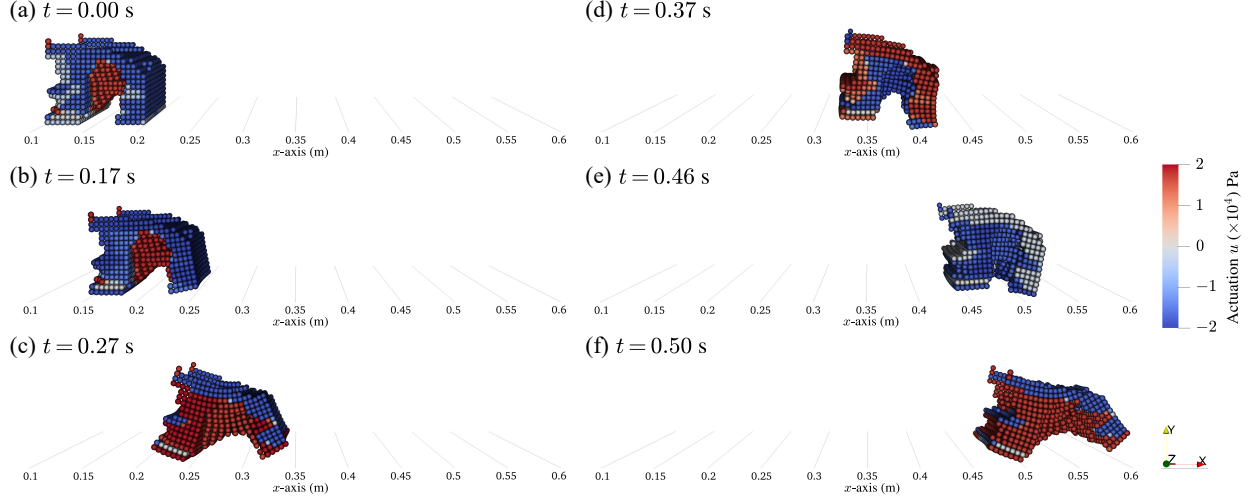 (a) t = 0.00 s
0.1 0.15 0.2 0.25 0.3 0.35 0.4 0.45 0.5 0.55 0.6
x-axis (m)
(b) t = 0.17 s
0.1 0.15 0.2 0.25 0.3 0.35 0.4 0.45 0.5 0.55 0.6
x-axis (m)
(c) t = 0.27 s
0.1 0.15 0.2 0.25 0.3 0.35 0.4 0.45 0.5 0.55 0.6
x-axis (m)
(d) t = 0.37 s
0.1 0.15 0.2 0.25 0.3 0.35 0.4 0.45 0.5 0.55 0.6
x-axis (m)
(e) t = 0.46 s
0.1 0.15 0.2 0.25 0.3 0.35 0.4 0.45 0.5 0.55 0.6
x-axis (m)
(f) t = 0.50 s
0.1 0.15 0.2 0.25 0.3 0.35 0.4 0.45 0.5 0.55 0.6
x-axis (m)
2
1
0
−1
−2
Actuation u (×10⁴) Pa
Y
Z X